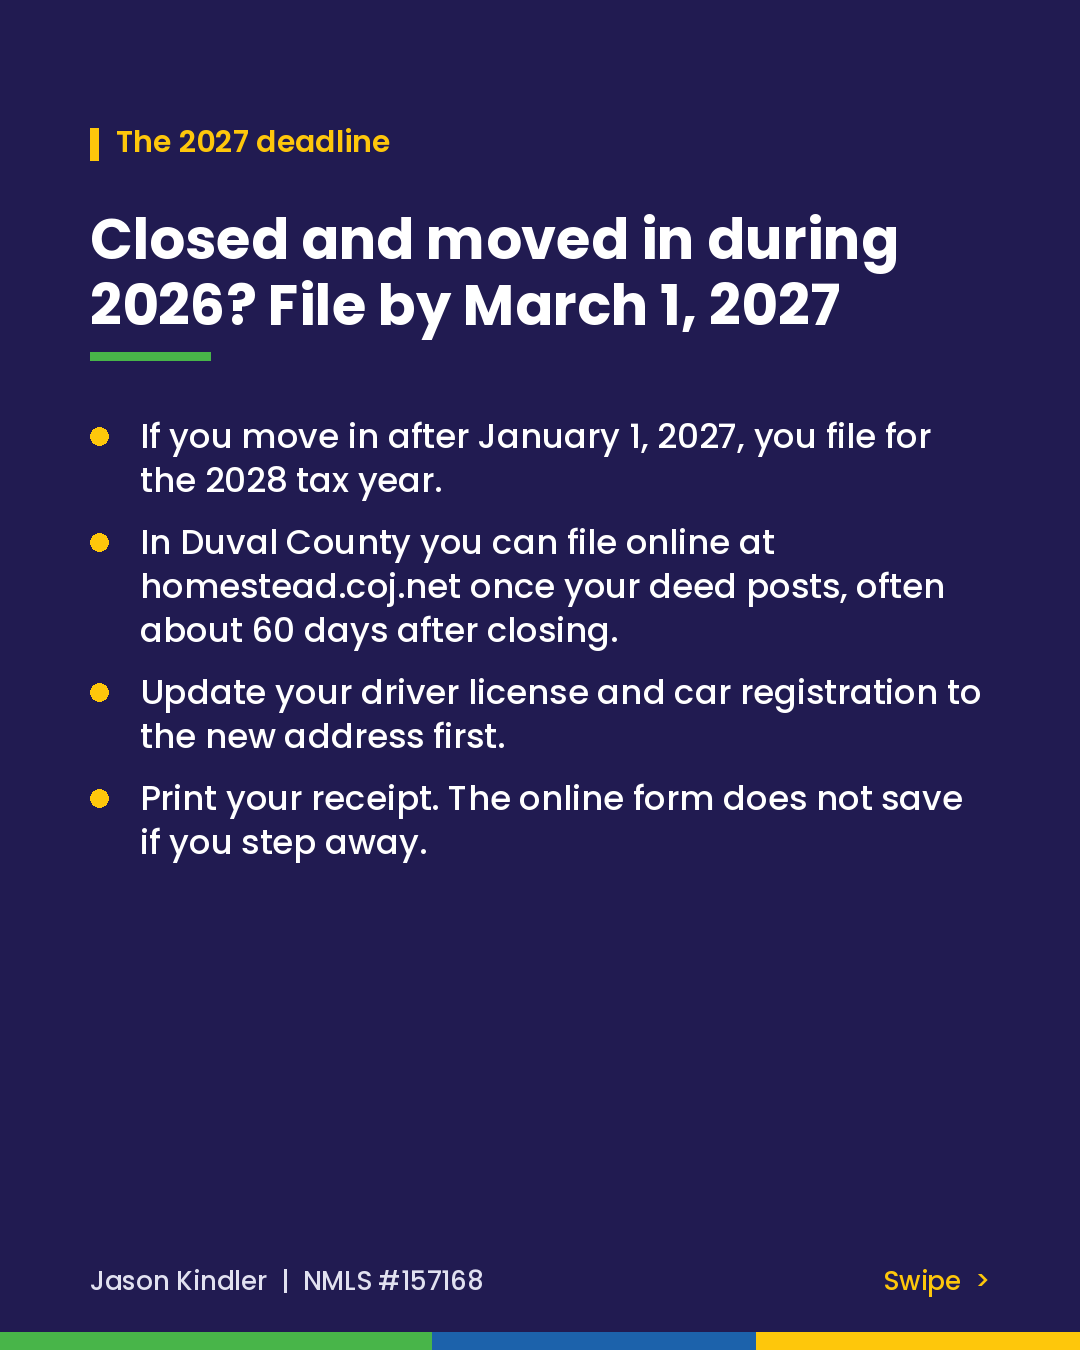 The 2027 deadline
Closed and moved in during
2026? File by March 1, 2027
If you move in after January 1, 2027, you file for
the 2028 tax year.
In Duval County you can file online at
homestead.coj.net once your deed posts, often
about 60 days after closing.
Update your driver license and car registration to
the new address first.
Print your receipt. The online form does not save
if you step away.
Jason Kindler | NMLS #157168
Swipe >